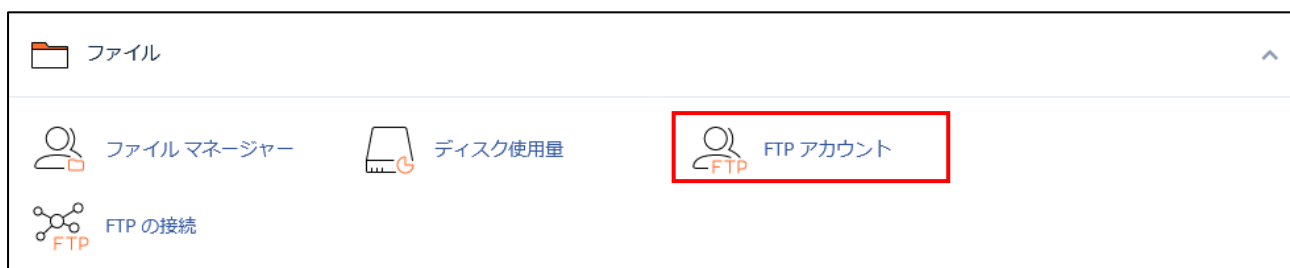 ファイル
ファイル マネージャー
ディスク使用量
FTP
FTP アカウント
FTP
FTP の接続